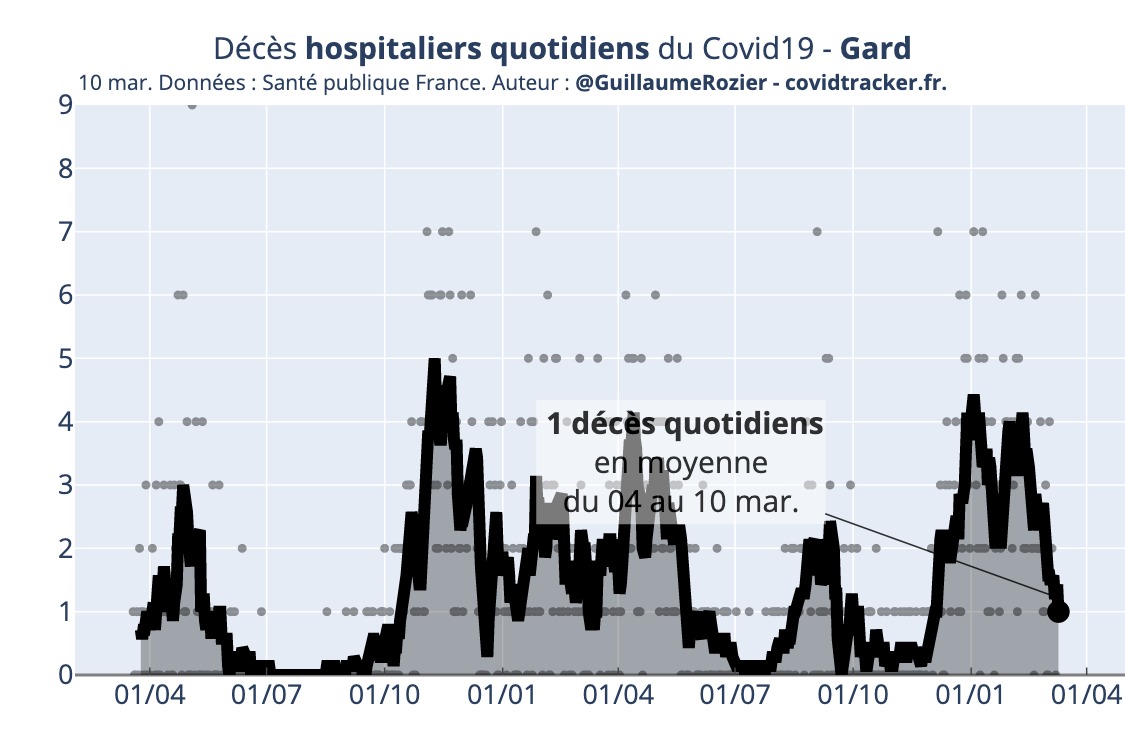 Décès hospitaliers quotidiens du Covid19 - Gard
10 mar. Données : Santé publique France. Auteur : @GuillaumeRozier - covidtracker.fr.
9
8
7
6
5
4
3
2
1
0
1 décès quotidiens
en moyenne
du 04 au 10 mar.
01/04 01/07 01/10 01/01 01/04 01/07 01/10 01/01 01/04